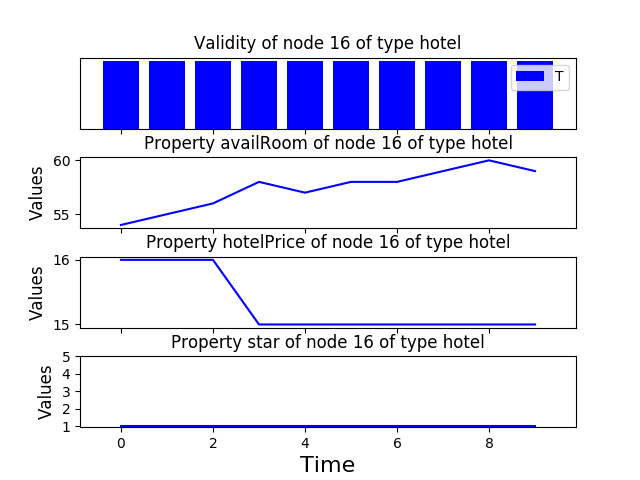 Validity of node 16 of type hotel
T
Property availRoom of node 16 of type hotel
60
55
Values
Property hotelPrice of node 16 of type hotel
16
15
Values
Property star of node 16 of type hotel
5
4
3
2
1
Values
0 2 4 6 8
Time